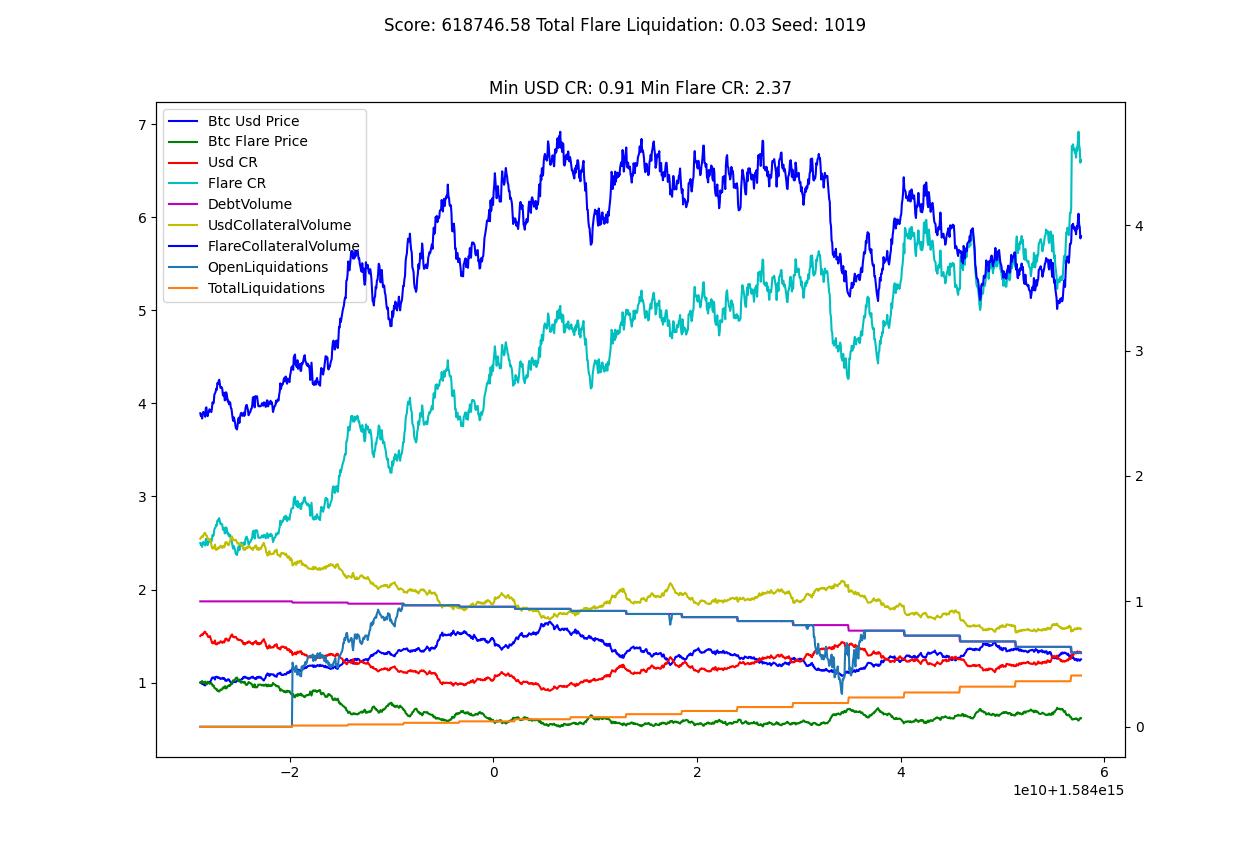 Score: 618746.58 Total Flare Liquidation: 0.03 Seed: 1019
Min USD CR: 0.91 Min Flare CR: 2.37
Btc Usd Price
Btc Flare Price
Usd CR
Flare CR
DebtVolume
UsdCollateralVolume
FlareCollateralVolume
OpenLiquidations
TotalLiquidations
7
6
5
4
3
2
1
4
3
2
1
0
−2
0
2
4
6
1e10+1.584e15